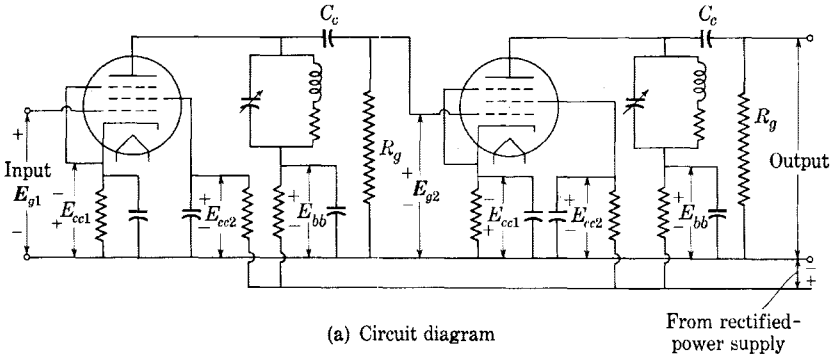 C_c
C_c
R_g
R_g
Input
E_g1
+
−
−
E_cc1
+
+
E_cc2
−
+
E_bb
−
+
E_g2
−
−
E_cc1
+
+
E_cc2
−
+
E_bb
−
Output
−
+
(a) Circuit diagram
From rectified-
power supply